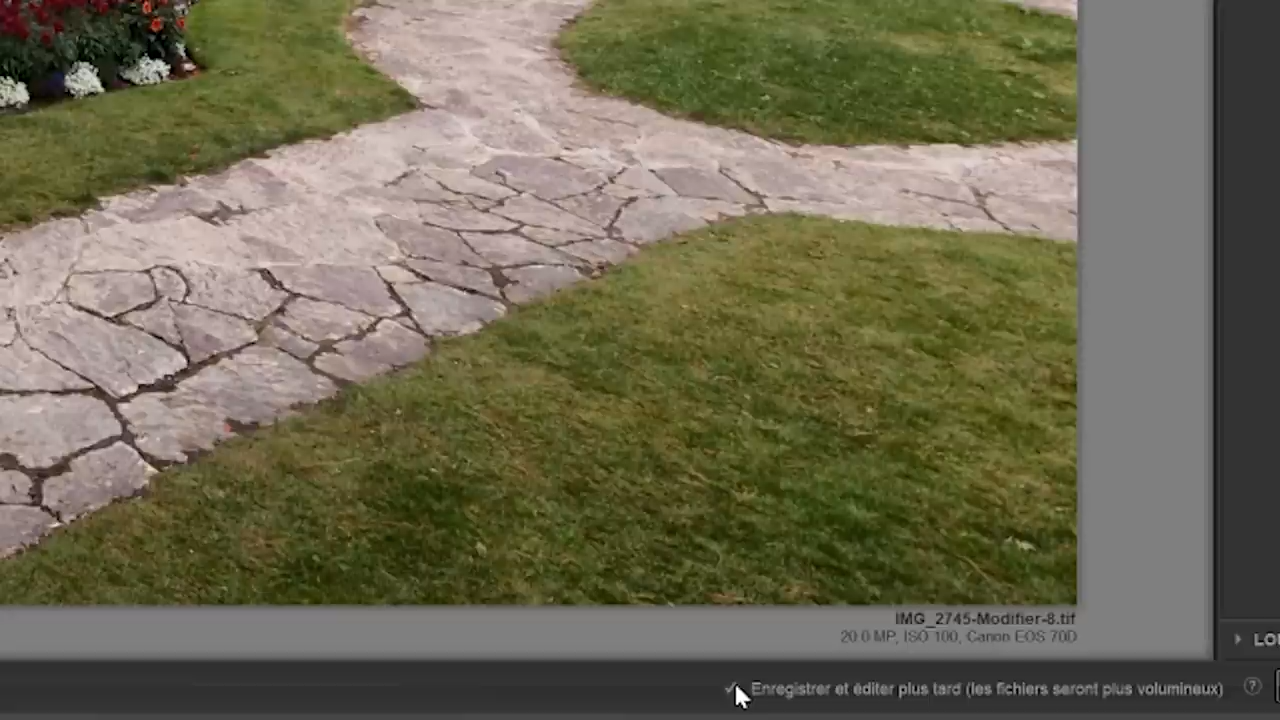 IMG_2745-Modifier-8.tif
20.0 MP, ISO 100, Canon EOS 70D
Enregistrer et éditer plus tard (les fichiers seront plus volumineux) ?